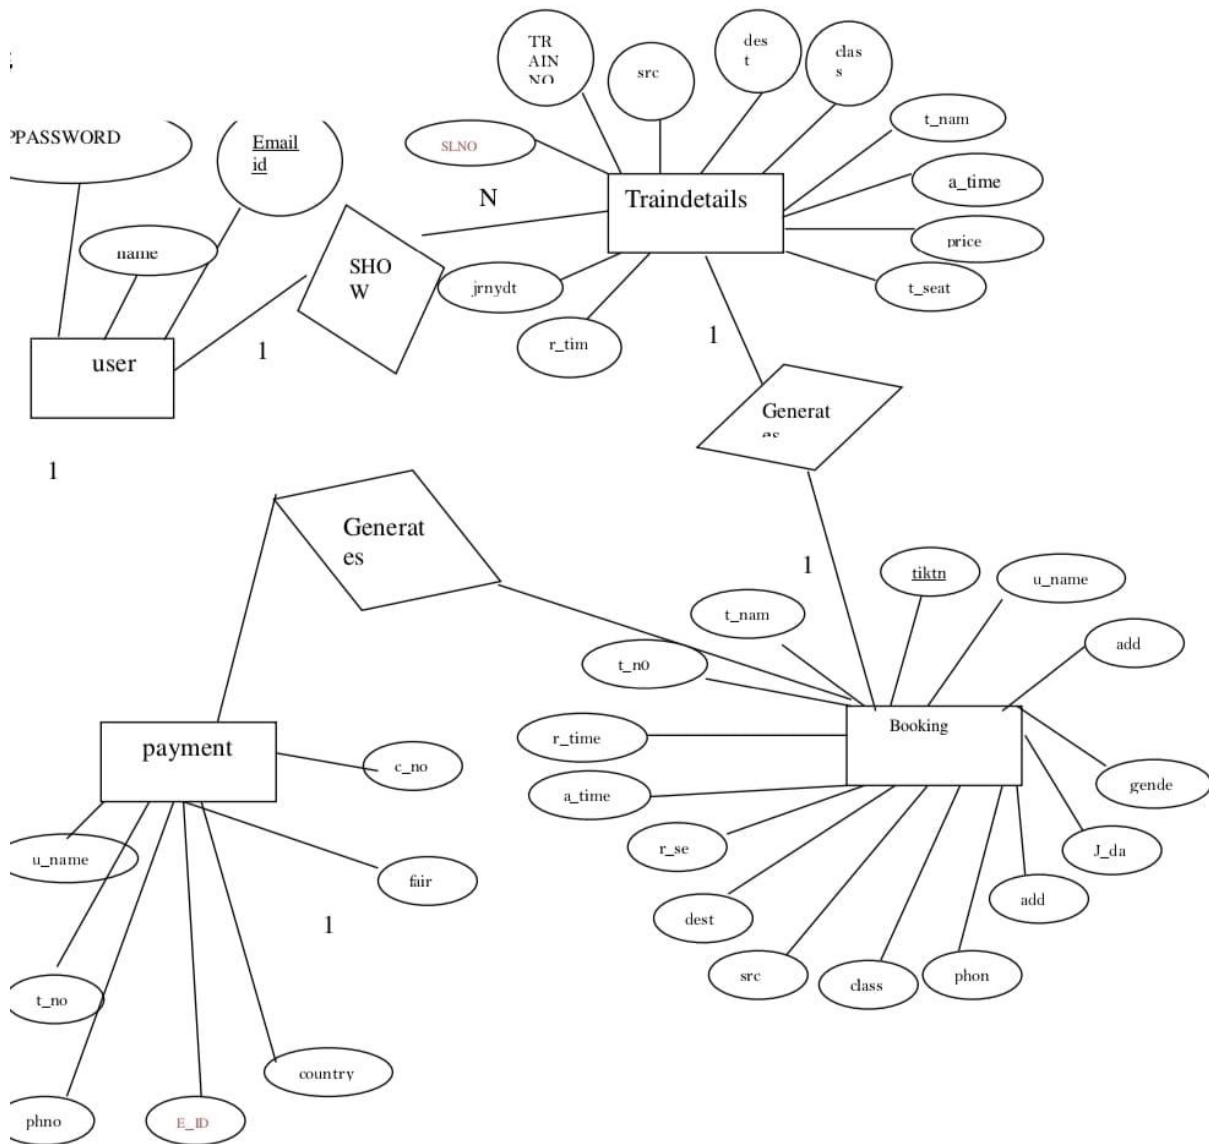 TR
AIN
NO
src
des
t
clas
s
t_nam
PPASSWORD
Email
id
SLNO
a_time
N
Traindetails
name
price
SHO
W
jrnydt
t_seat
r_tim
1
1
user
Generat
es
1
Generat
es
1
tiktn
u_name
t_nam
add
t_n0
Booking
r_time
payment
c_no
gende
a_time
r_se
J_da
u_name
fair
add
dest
1
src
class
phon
t_no
country
phno
E_ID